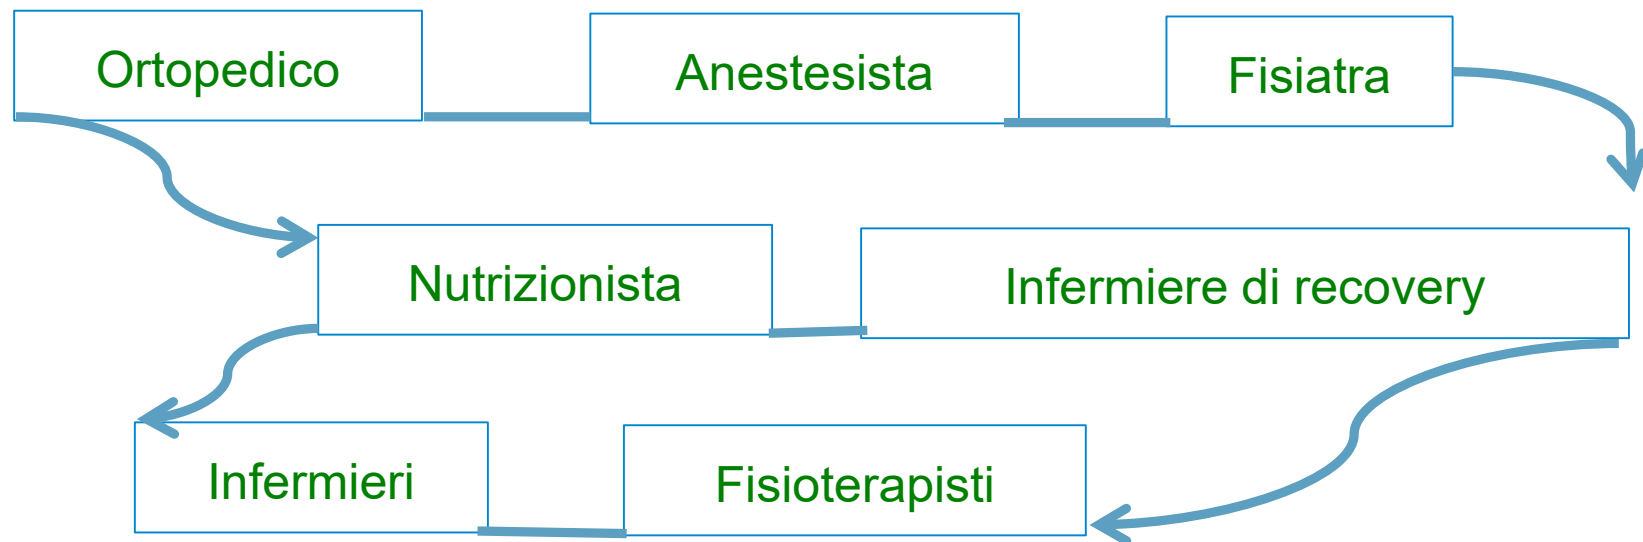 Ortopedico
Anestesista
Fisiatra
Nutrizionista
Infermiere di recovery
Infermieri
Fisioterapisti